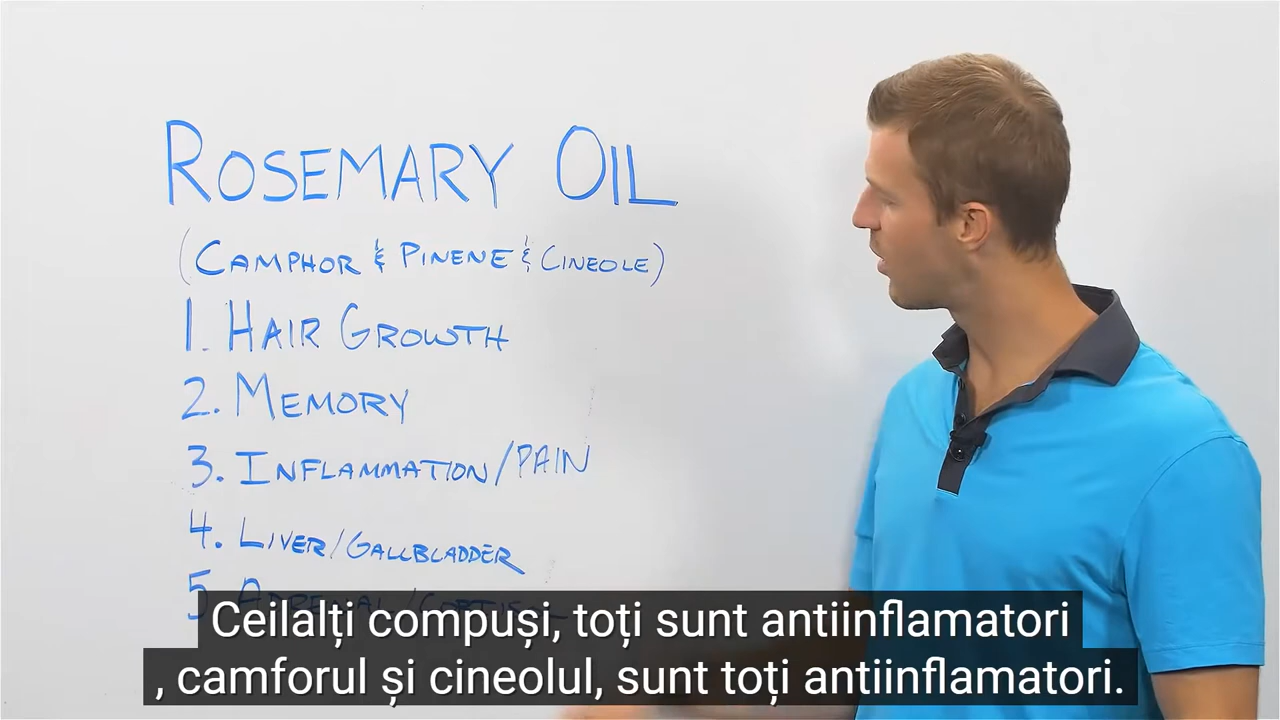 ROSEMARY OIL
(CAMPHOR & PINENE & CINEOLE)
1. HAIR GROWTH
2. MEMORY
3. INFLAMMATION/PAIN
4. LIVER/GALLBLADDER
5
Ceilalți compuși, toți sunt antiinflamatori
, camforul și cineolul, sunt toți antiinflamatori.